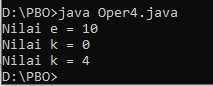 D:\PBO>java Oper4.java
Nilai e = 10
Nilai k = 0
Nilai k = 4
D:\PBO>